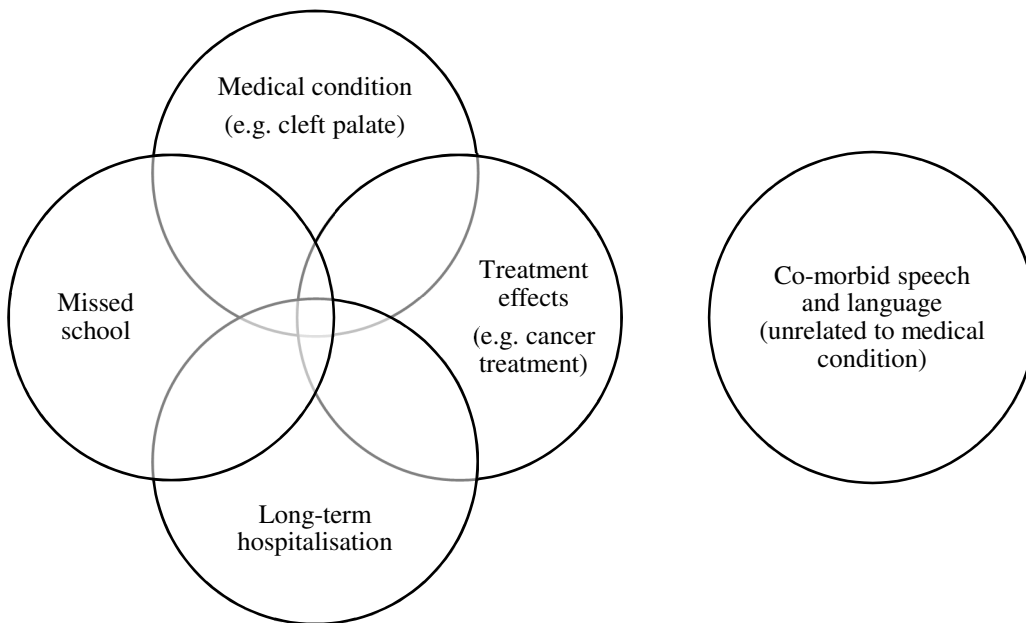 Medical condition
(e.g. cleft palate)
Missed
school
Treatment
effects
(e.g. cancer
treatment)
Long-term
hospitalisation
Co-morbid speech
and language
(unrelated to medical
condition)